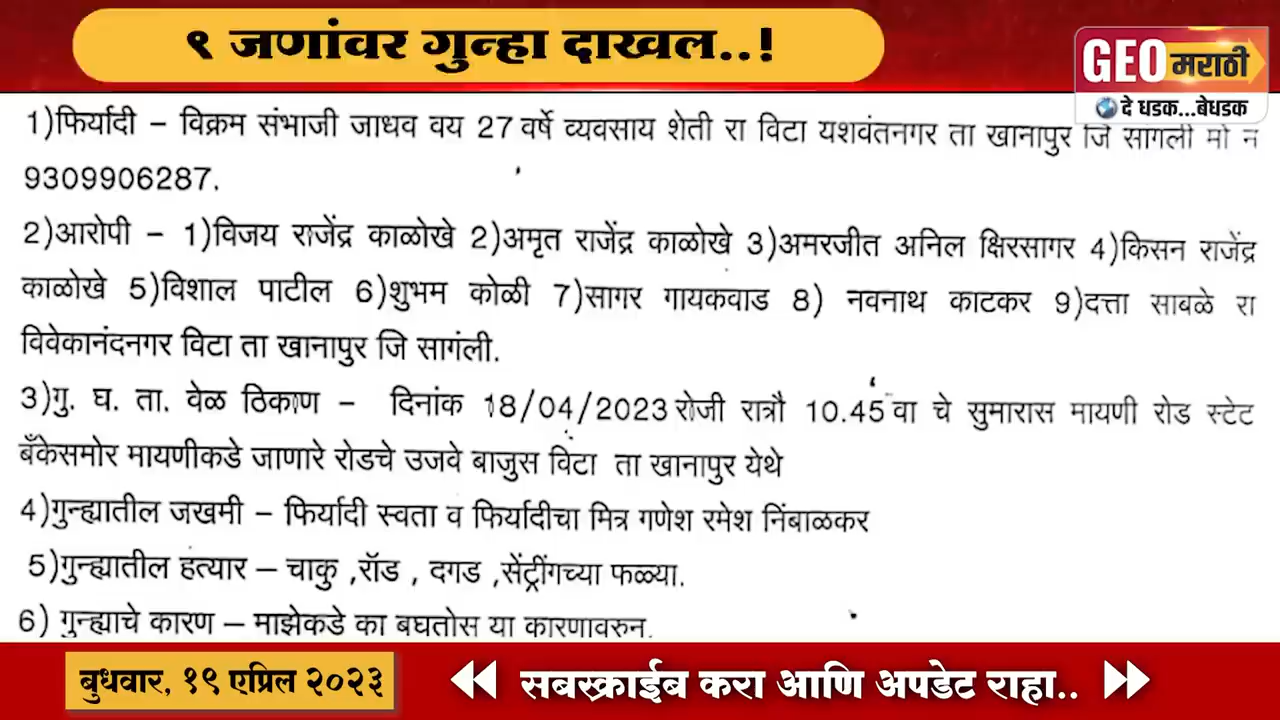 ९ जणांवर गुन्हा दाखल..!
GEO मराठी
दे धडक...बेधडक
1)फिर्यादी – विक्रम संभाजी जाधव वय 27 वर्षे व्यवसाय शेती रा विटा यशवंतनगर ता खानापुर जि सागली मो न
9309906287.
2)आरोपी – 1)विजय राजेंद्र काळोखे 2)अमृत राजेंद्र काळोखे 3)अमरजीत अनिल क्षिरसागर 4)किसन राजेंद्र
काळोखे 5)विशाल पाटील 6)शुभम कोळी 7)सागर गायकवाड 8) नवनाथ काटकर 9)दत्ता साबळे रा
विवेकानंदनगर विटा ता खानापुर जि सागंली.
3)गु. घ. ता. वेळ ठिकाण – दिनांक 18/04/2023 रोजी रात्रौ 10.45 वा चे सुमारास मायणी रोड स्टेट
बँकेसमोर मायणीकडे जाणारे रोडचे उजवे बाजुस विटा ता खानापुर येथे
4)गुन्ह्यातील जखमी – फिर्यादी स्वता व फिर्यादीचा मित्र गणेश रमेश निंबाळकर
5)गुन्ह्यातील हत्यार – चाकु ,रॉड , दगड ,सेंट्रींगच्या फळ्या.
6) गुन्ह्याचे कारण – माझेकडे का बघतोस या कारणावरुन.
बुधवार, १९ एप्रिल २०२३
सबस्क्राईब करा आणि अपडेट राहा..